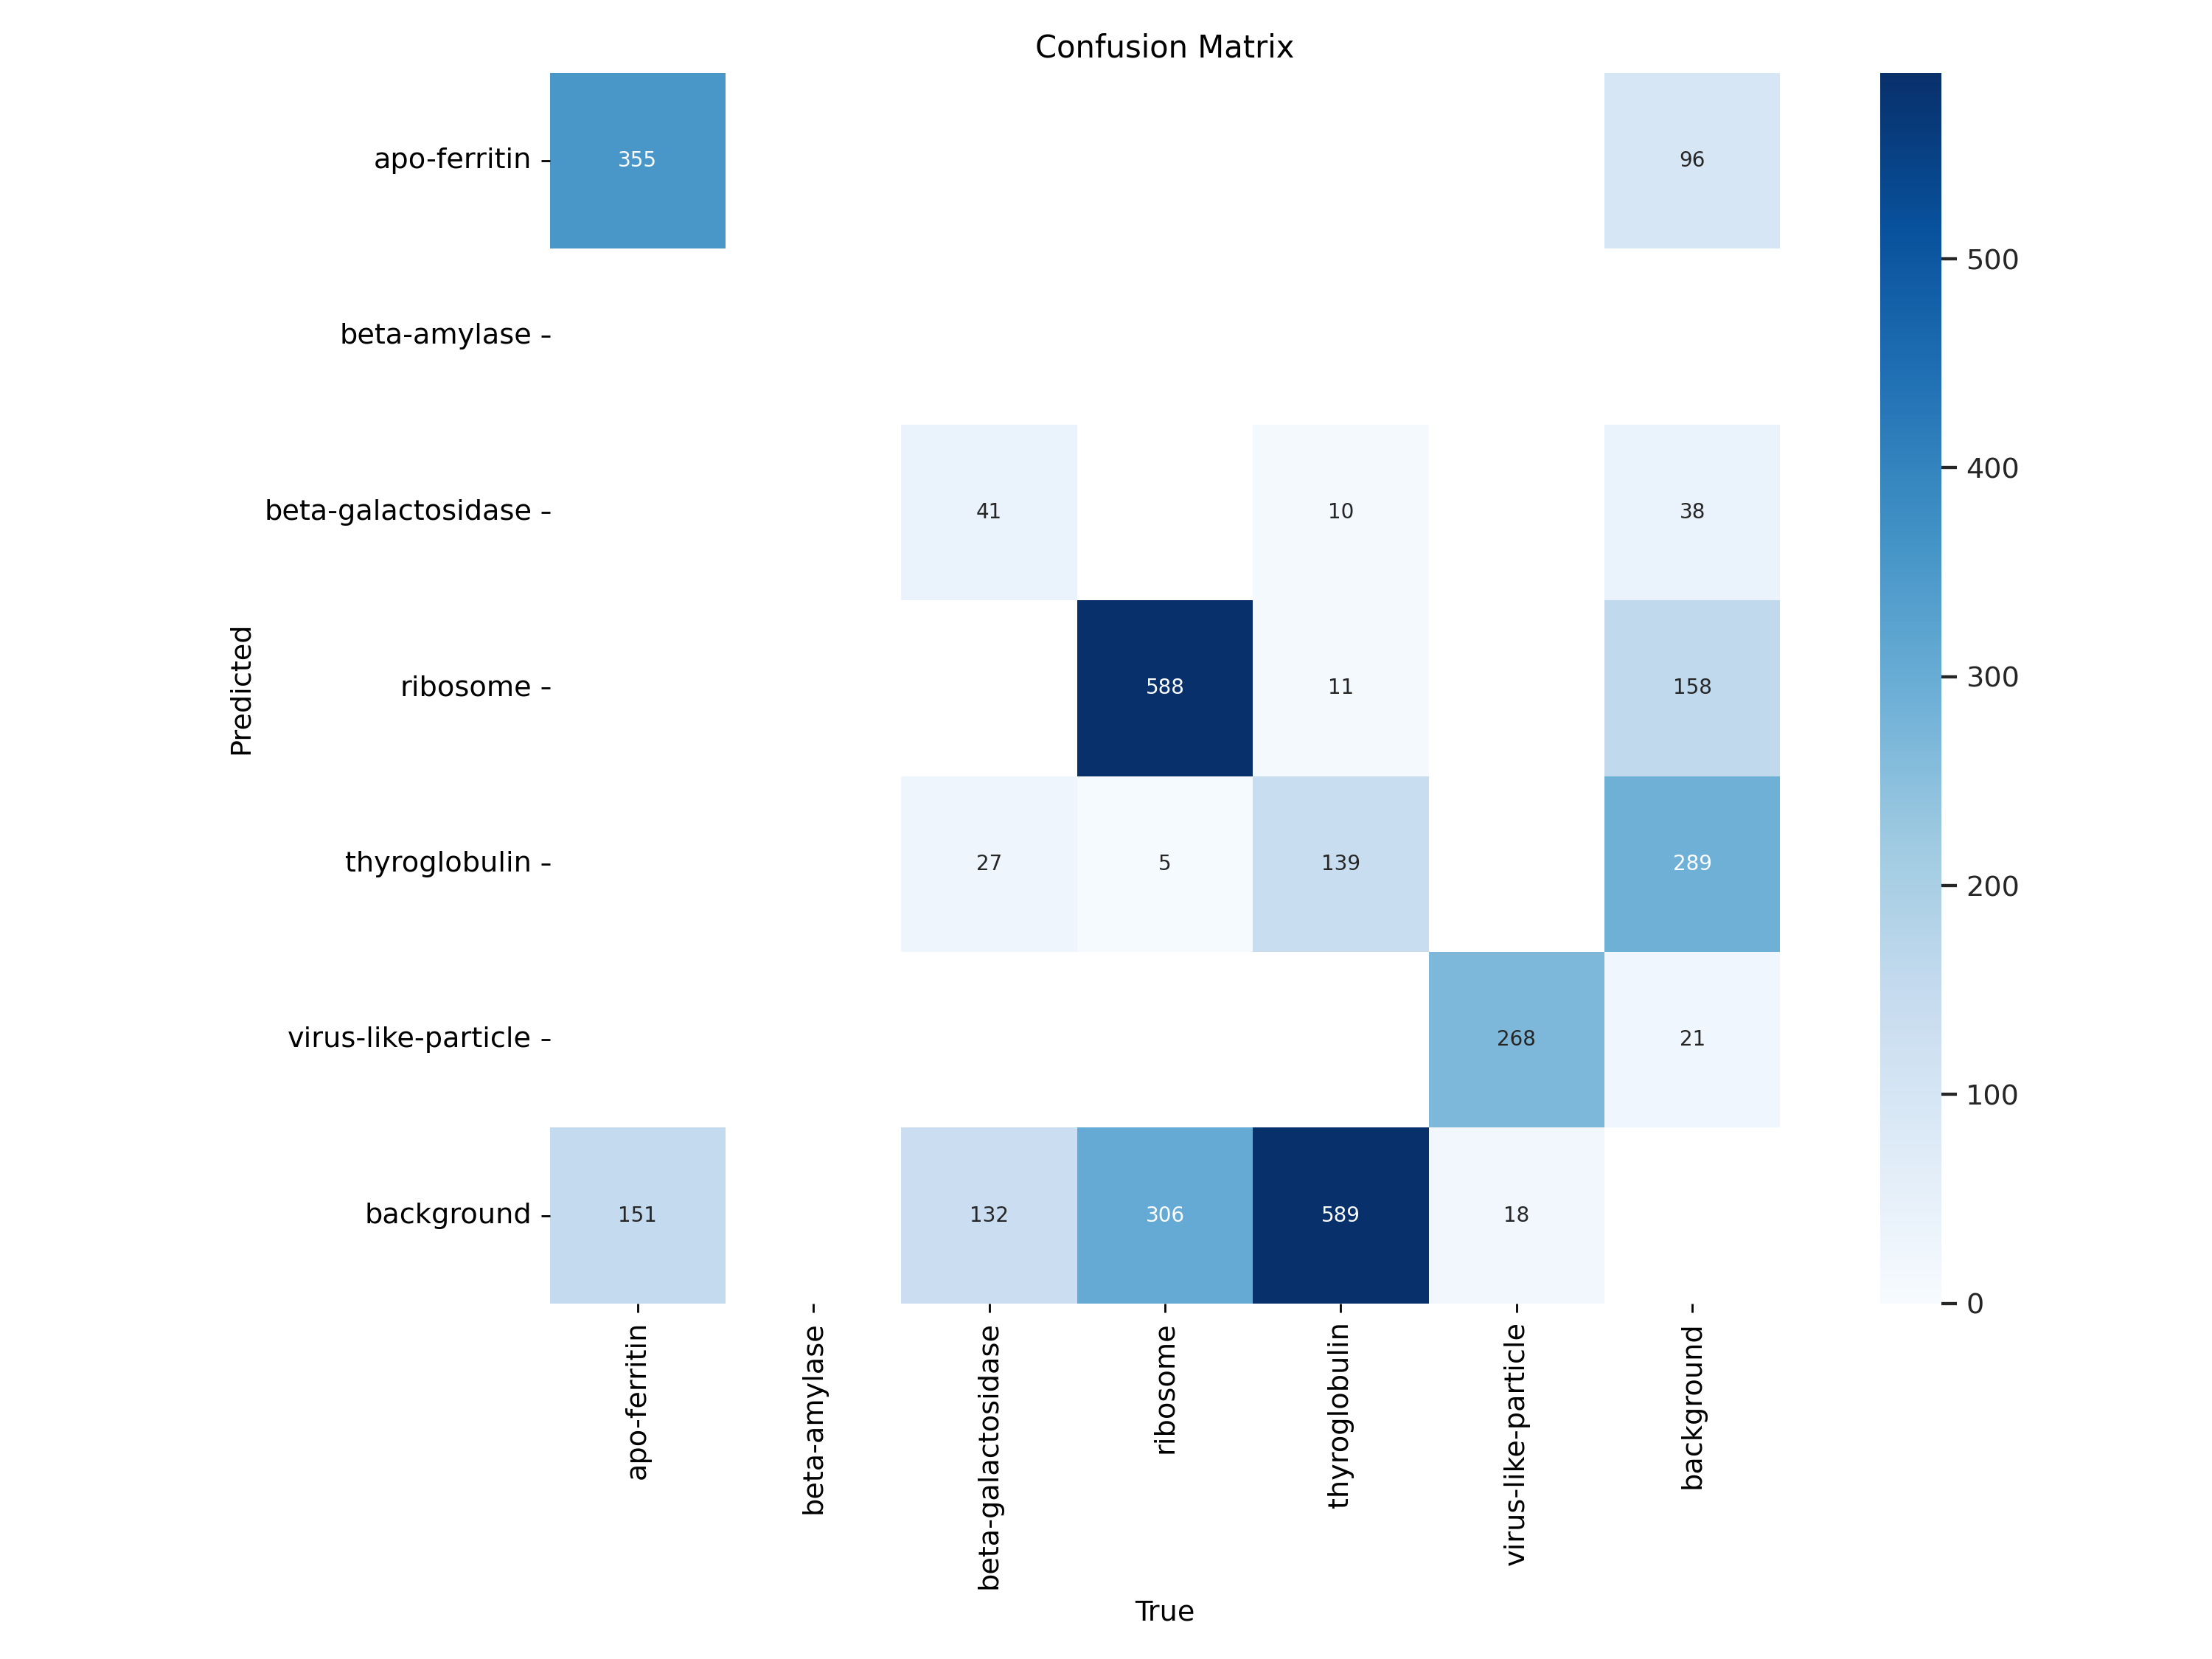 Confusion Matrix
apo-ferritin
355
96
beta-amylase
beta-galactosidase
41
10
38
ribosome
588
11
158
thyroglobulin
27
5
139
289
virus-like-particle
268
21
background
151
132
306
589
18
Predicted
apo-ferritin
beta-amylase
beta-galactosidase
ribosome
thyroglobulin
virus-like-particle
background
True
500
400
300
200
100
0